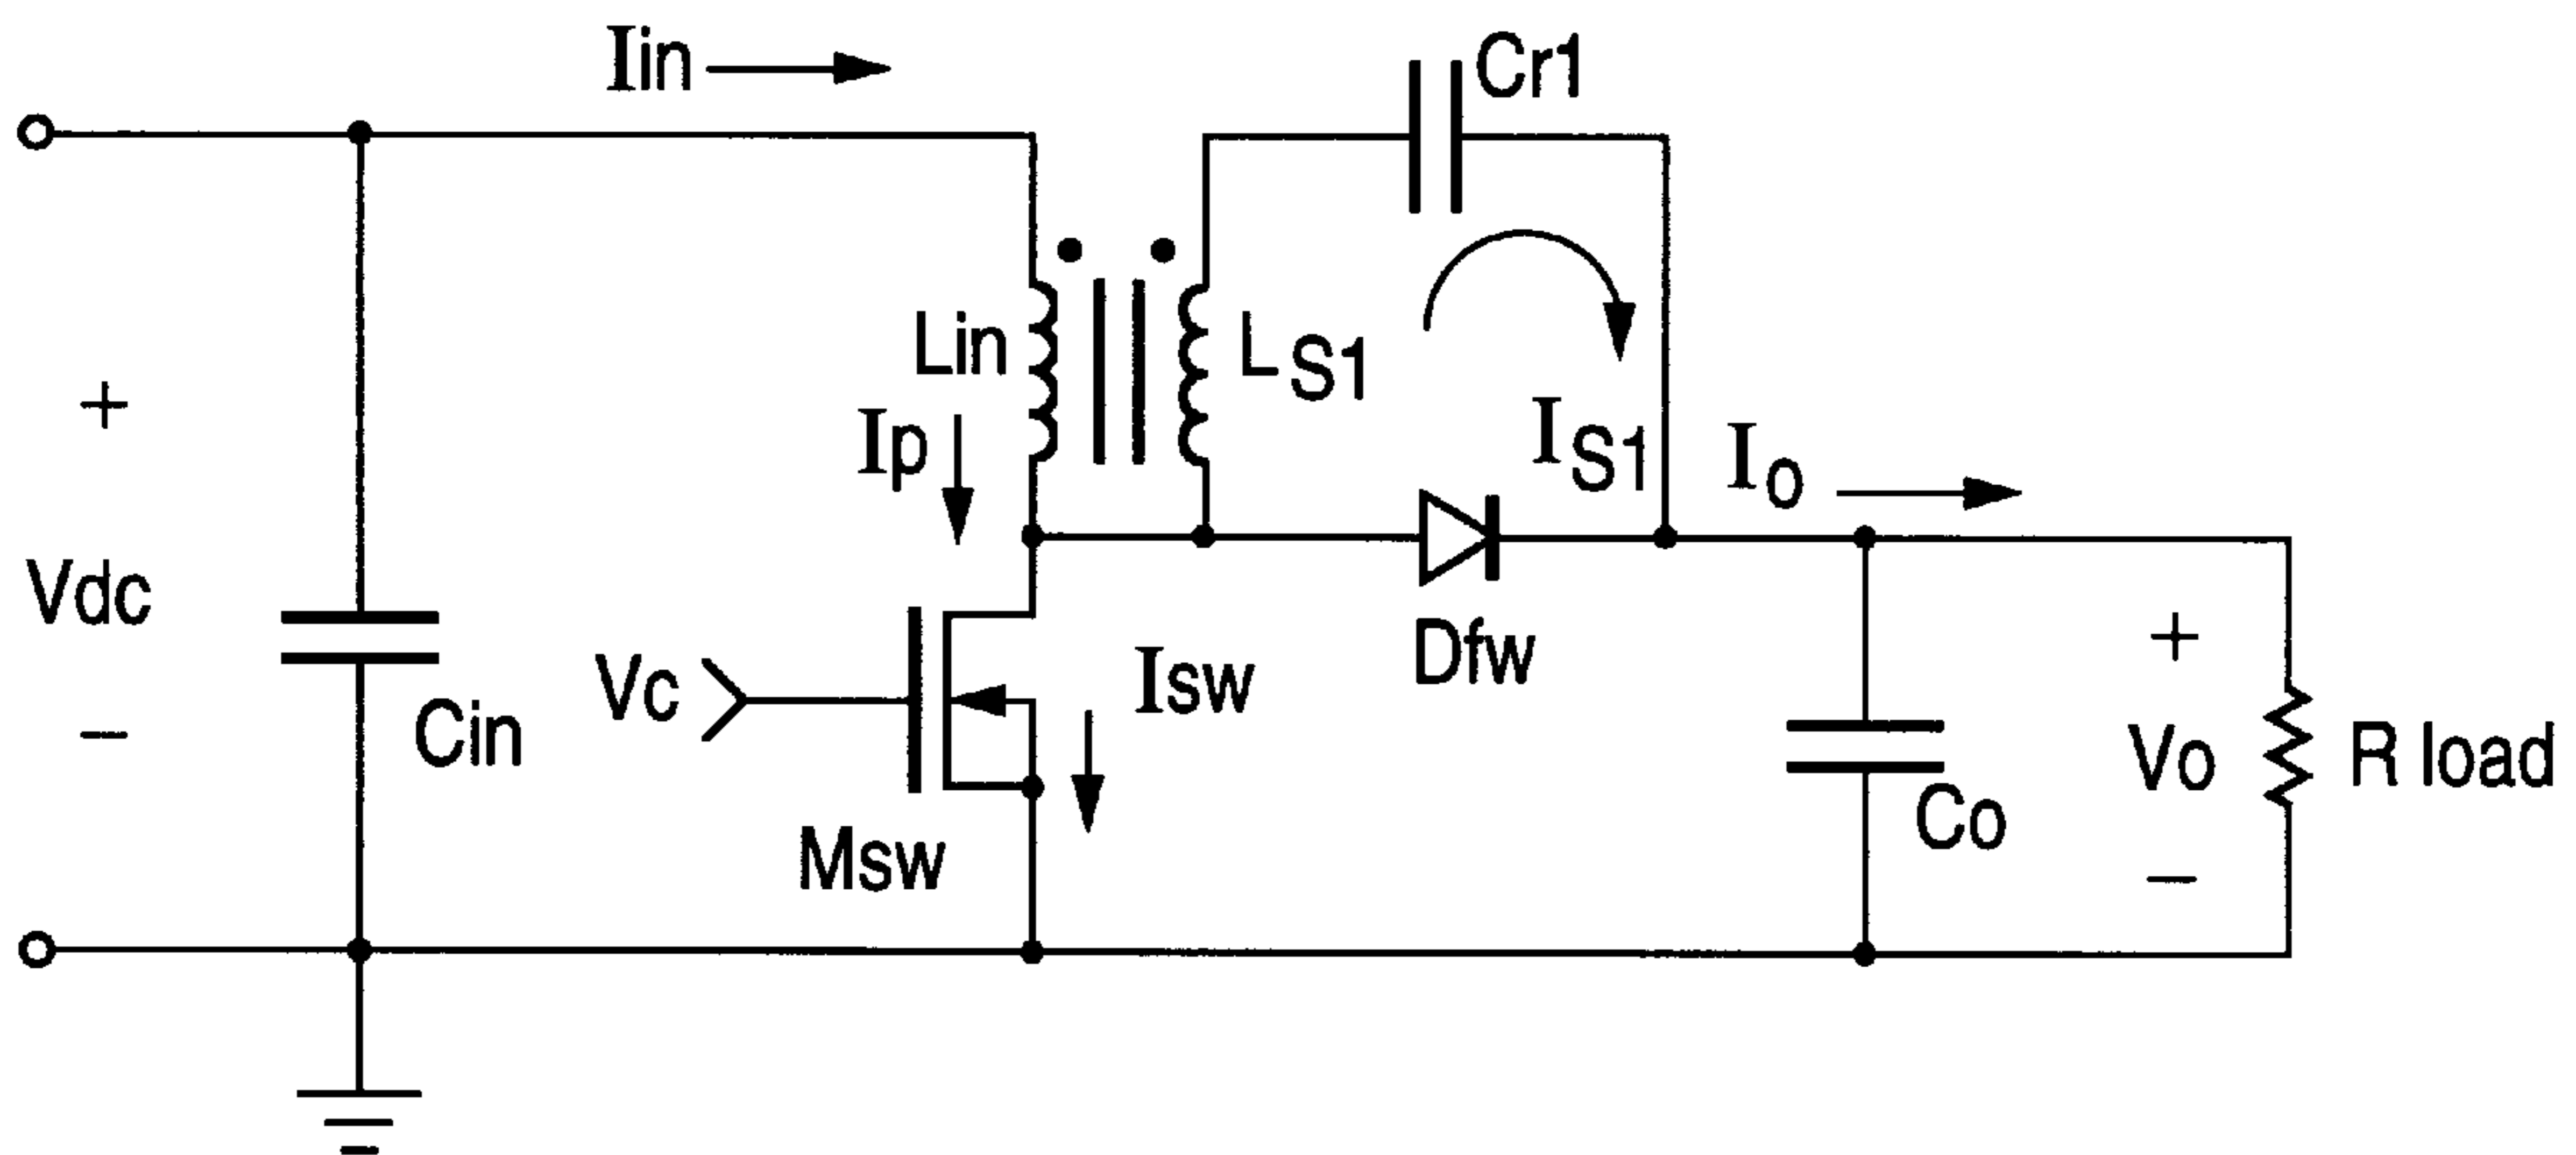 Iin
Cr1
Lin
LS1
Ip
IS1
Io
+
Vdc
−
Cin
Vc
Isw
Msw
Dfw
+
Vo
−
Co
R load